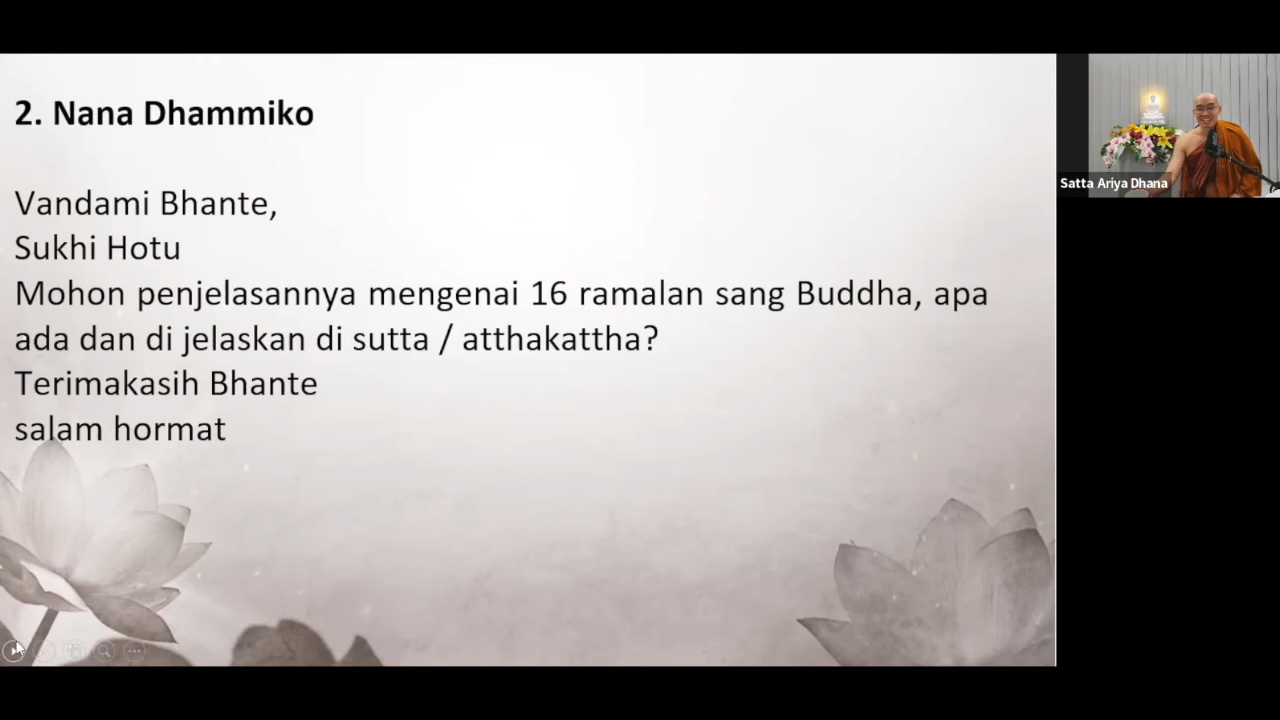 2. Nana Dhammiko
Vandami Bhante,
Sukhi Hotu
Mohon penjelasannya mengenai 16 ramalan sang Buddha, apa
ada dan di jelaskan di sutta / atthakattha?
Terimakasih Bhante
salam hormat
Satta Ariya Dhana